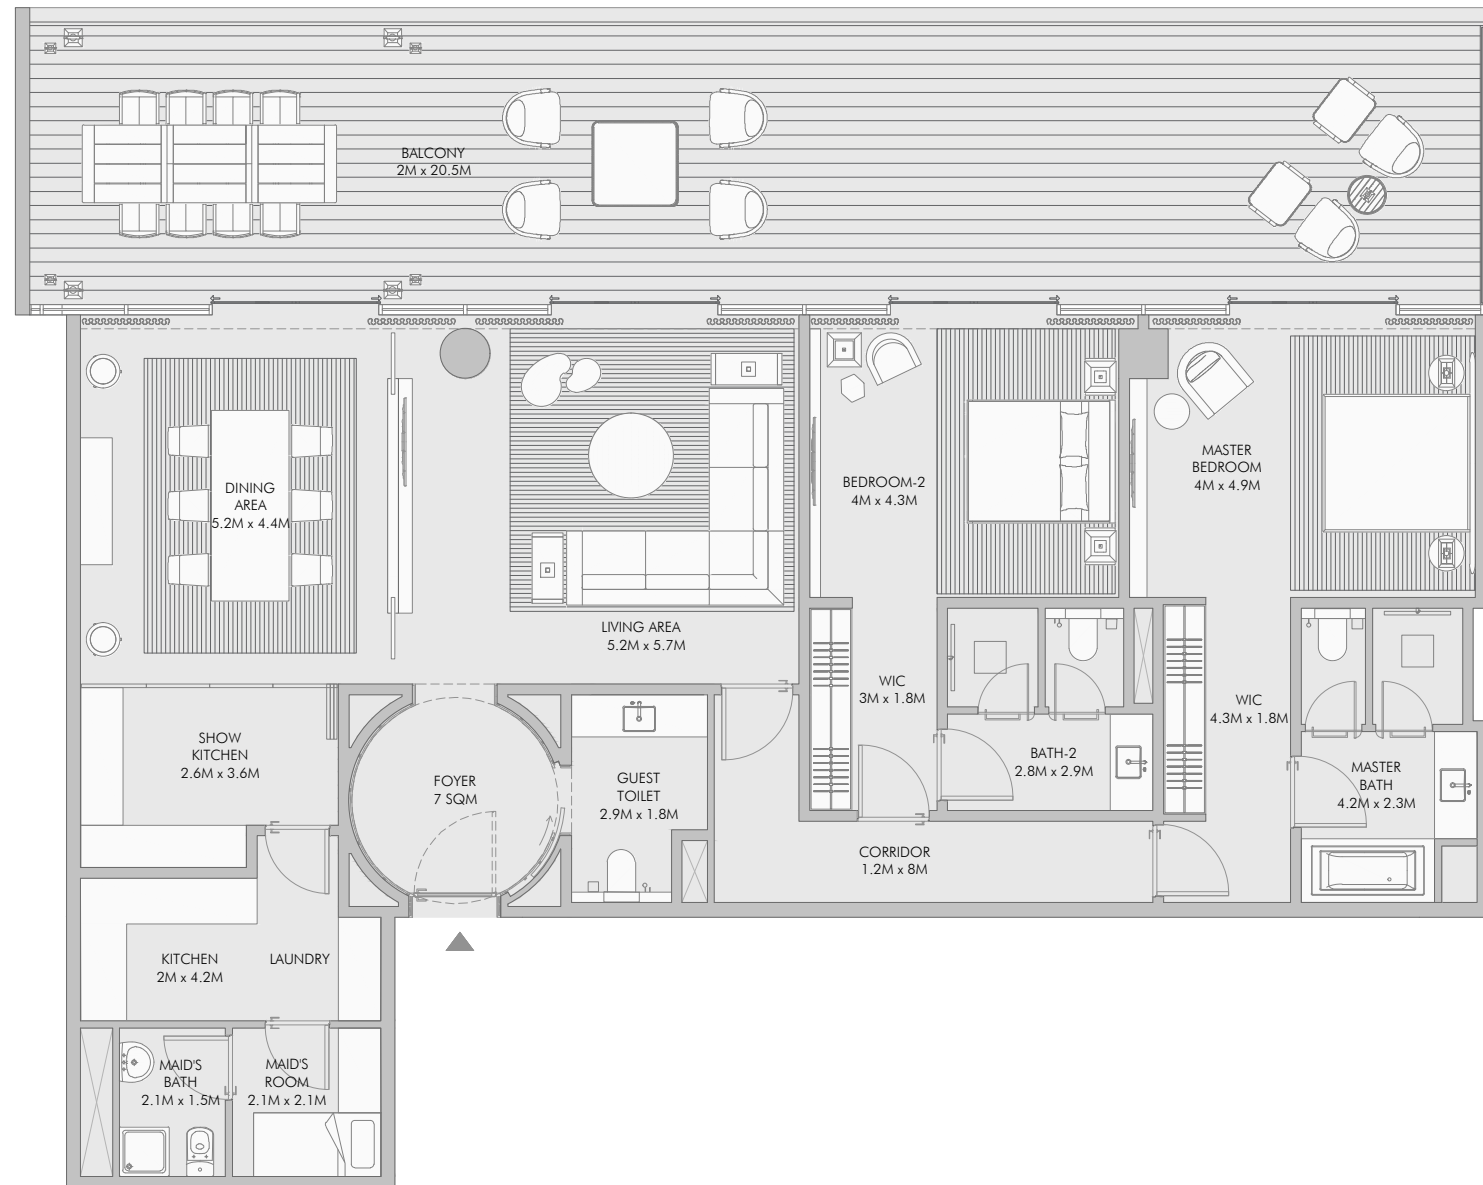 BALCONY
2M x 20.5M
DINING
AREA
5.2M x 4.4M
LIVING AREA
5.2M x 5.7M
BEDROOM-2
4M x 4.3M
MASTER
BEDROOM
4M x 4.9M
WIC
3M x 1.8M
WIC
4.3M x 1.8M
SHOW
KITCHEN
2.6M x 3.6M
FOYER
7 SQM
GUEST
TOILET
2.9M x 1.8M
BATH-2
2.8M x 2.9M
MASTER
BATH
4.2M x 2.3M
CORRIDOR
1.2M x 8M
KITCHEN
2M x 4.2M
LAUNDRY
MAID'S
BATH
2.1M x 1.5M
MAID'S
ROOM
2.1M x 2.1M